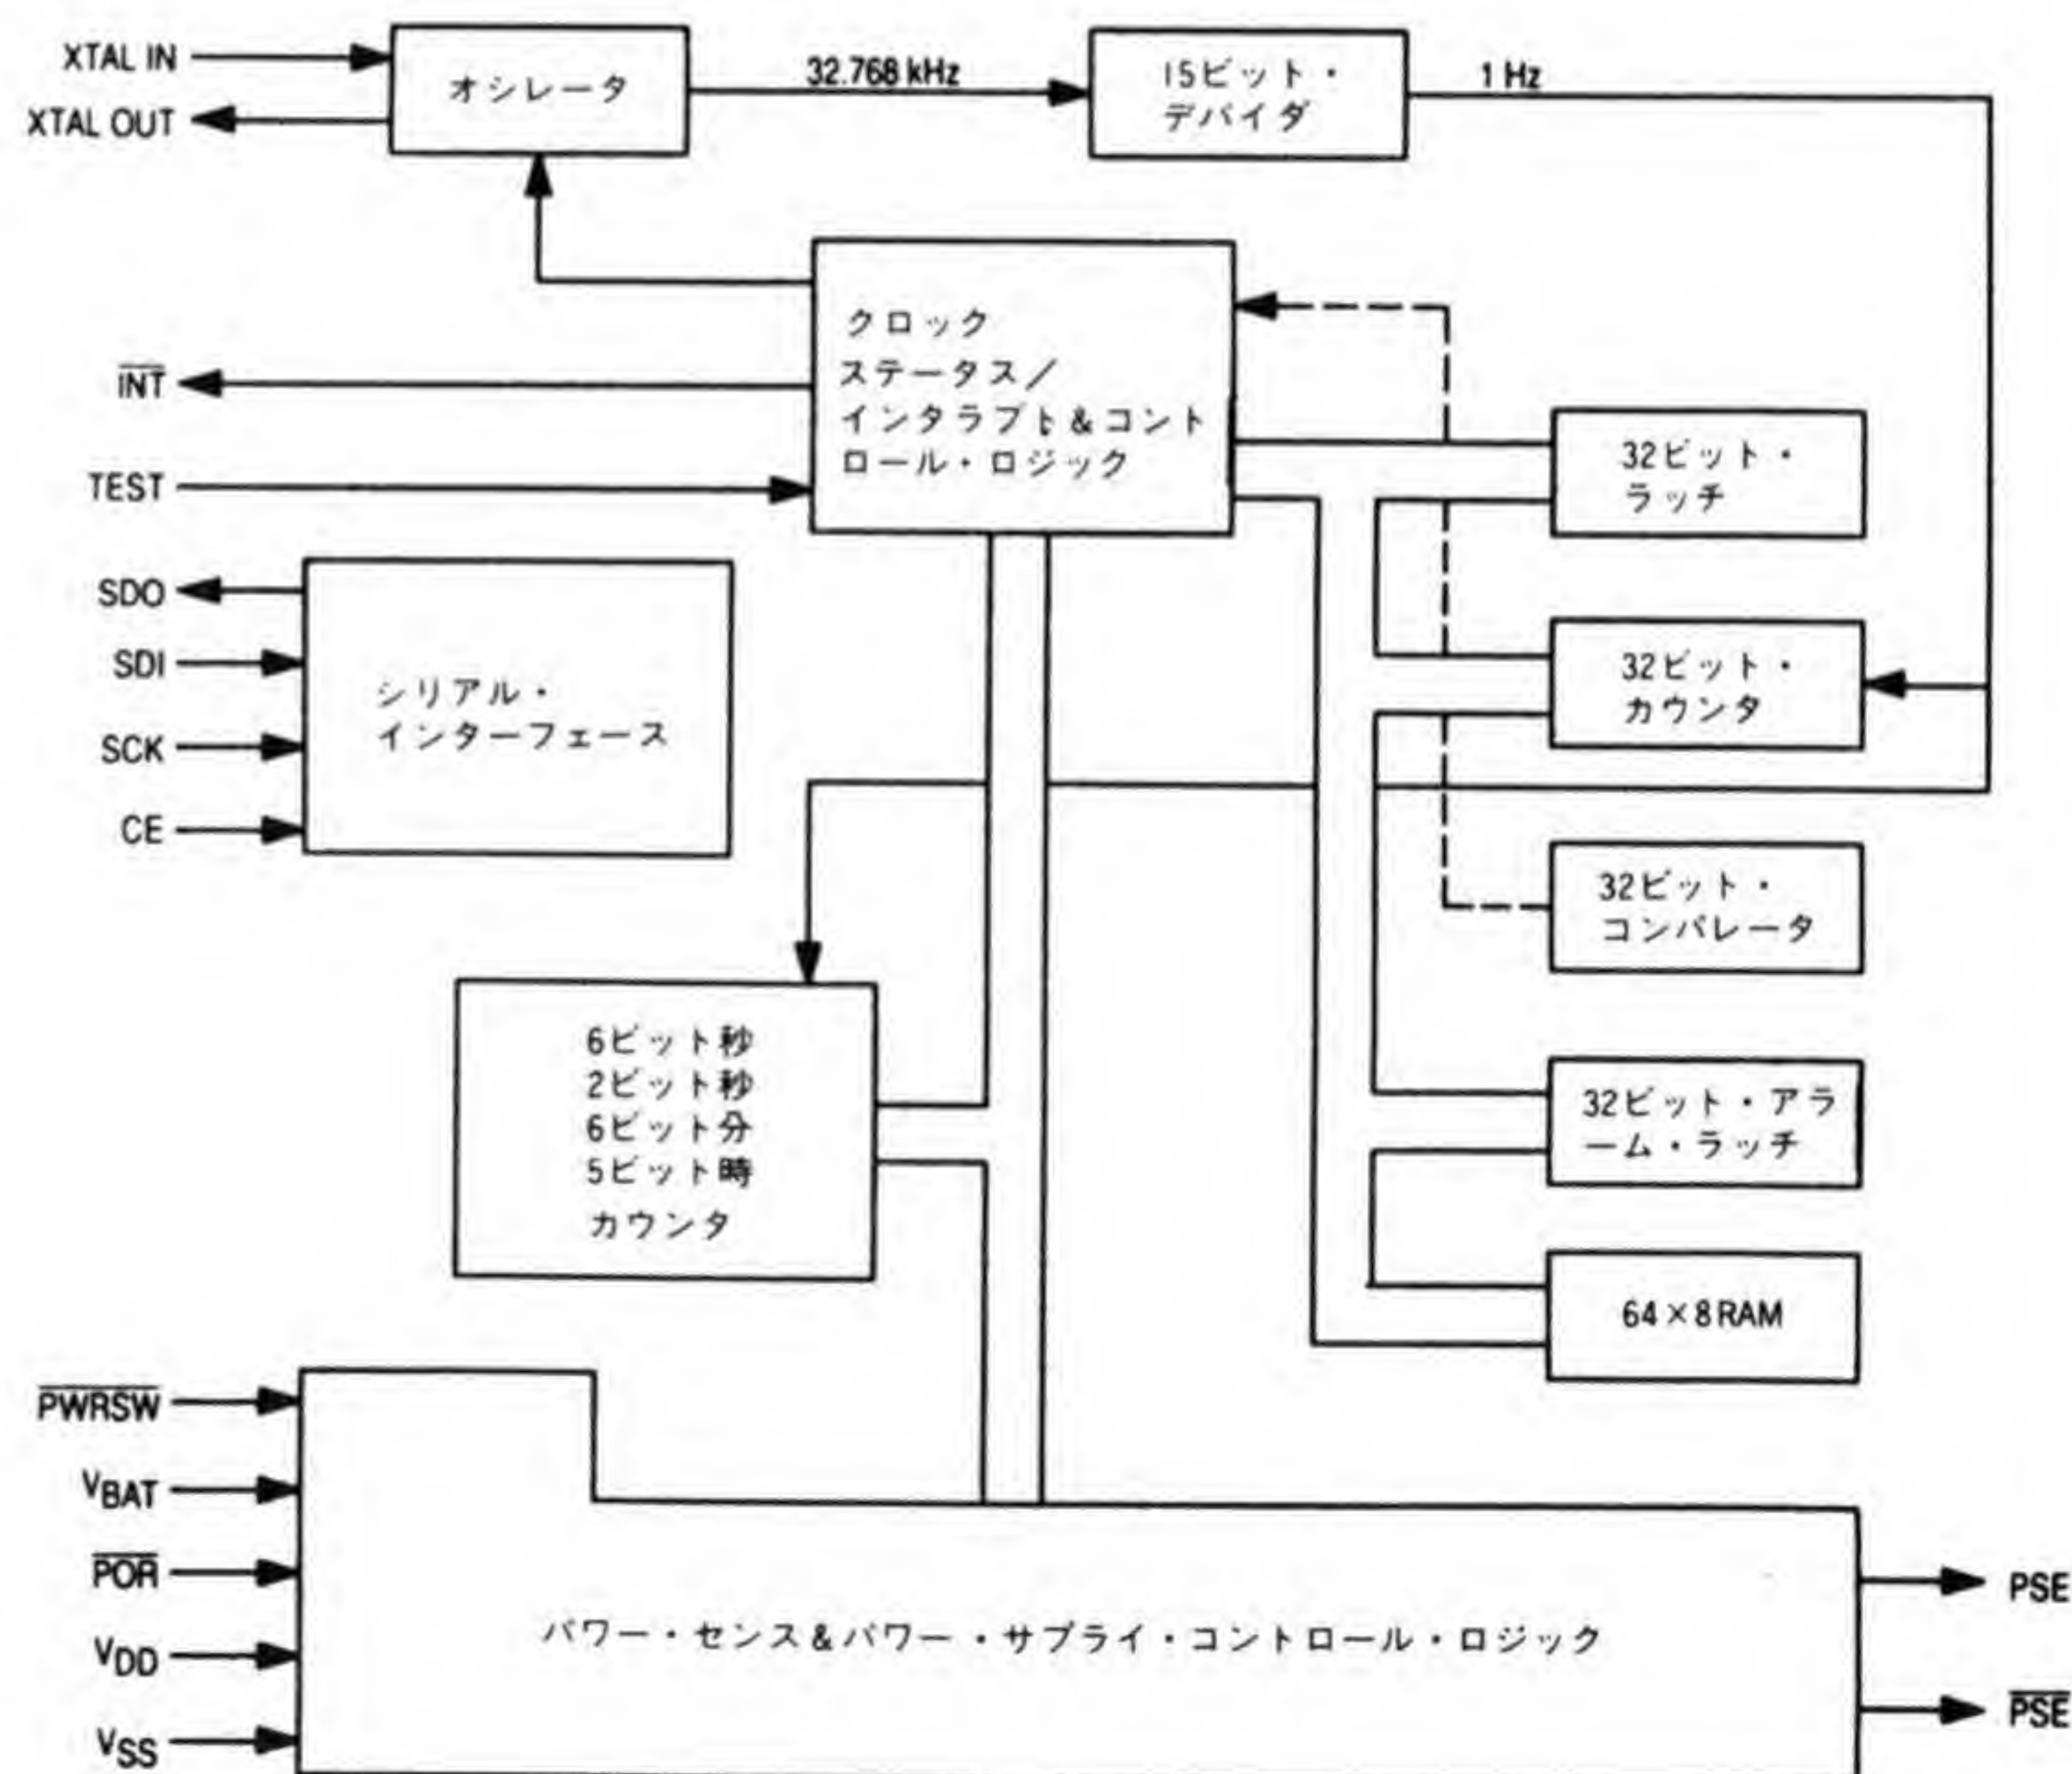 XTAL IN
XTAL OUT
オシレータ
32.768 kHz
15ビット・
デバイダ
1 Hz
クロック
ステータス／
インタラプト＆コント
ロール・ロジック
INT
TEST
32ビット・
ラッチ
SDO
SDI
SCK
CE
シリアル・
インターフェース
32ビット・
カウンタ
32ビット・
コンパレータ
6ビット秒
2ビット秒
6ビット分
5ビット時
カウンタ
32ビット・アラ
ーム・ラッチ
64×8 RAM
PWRSW
VBAT
POR
VDD
VSS
パワー・センス＆パワー・サプライ・コントロール・ロジック
PSE
PSE